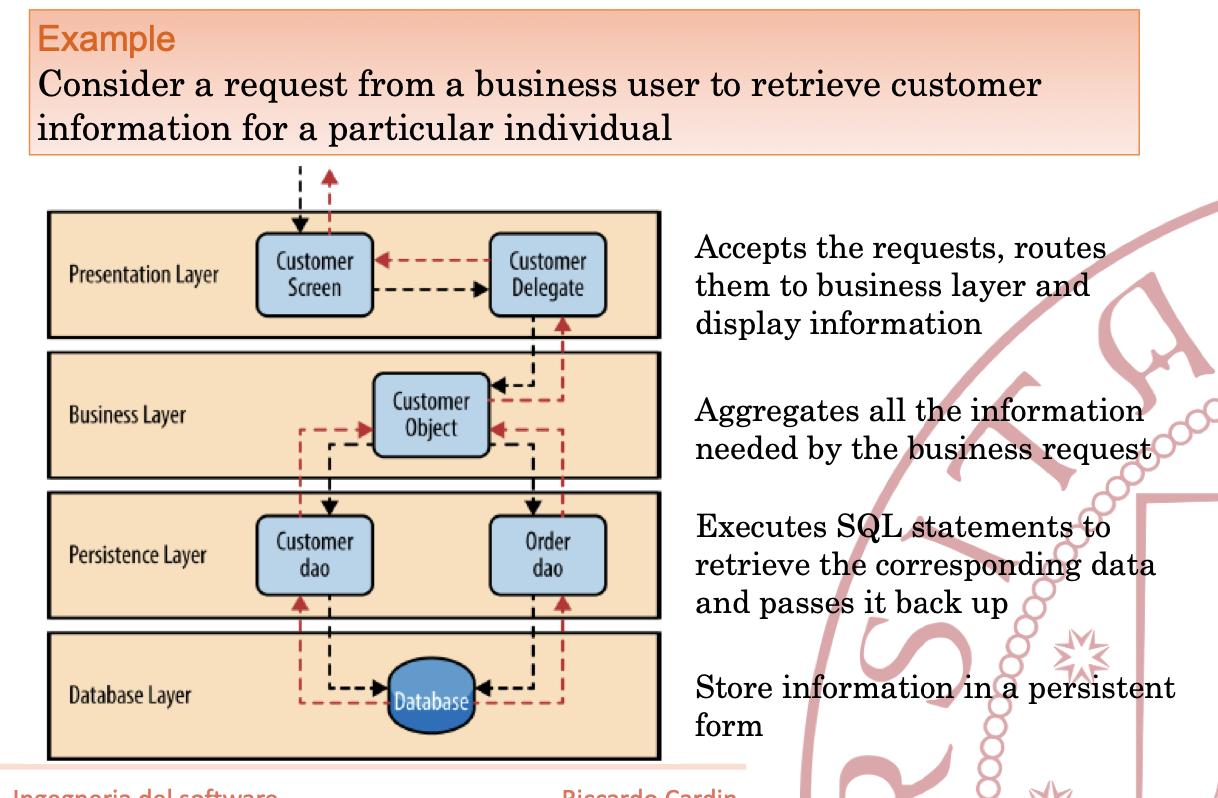 Example
Consider a request from a business user to retrieve customer
information for a particular individual
Presentation Layer
Customer
Screen
Customer
Delegate
Accepts the requests, routes
them to business layer and
display information
Business Layer
Customer
Object
Aggregates all the information
needed by the business request
Persistence Layer
Customer
dao
Order
dao
Executes SQL statements to
retrieve the corresponding data
and passes it back up
Database Layer
Database
Store information in a persistent
form
Ingegneria del software
Riccardo Cardin